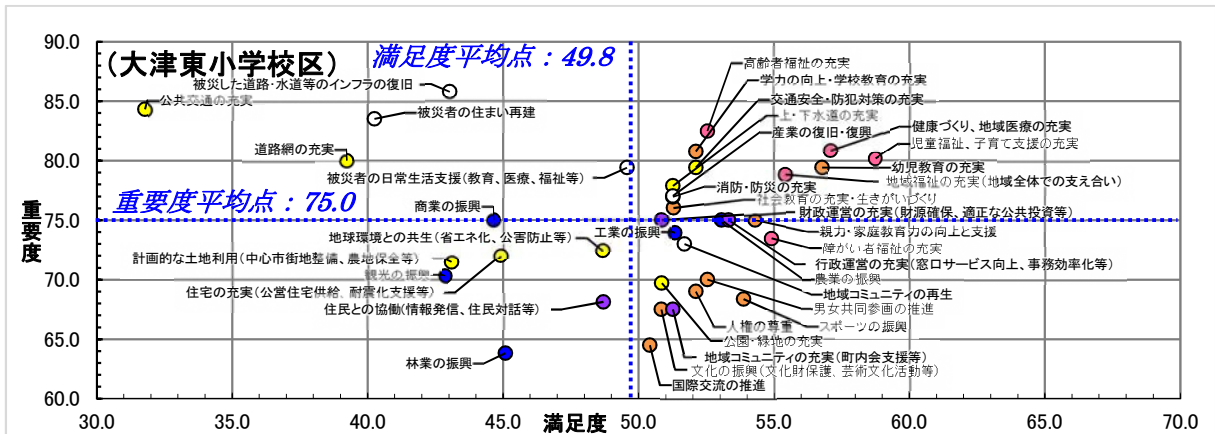 90.0
85.0
80.0
75.0
70.0
65.0
60.0
重要度
(大津東小学校区)
満足度平均点：49.8
重要度平均点：75.0
被災した道路・水道等のインフラの復旧
公共交通の充実
被災者の住まい再建
道路網の充実
被災者の日常生活支援(教育、医療、福祉等)
商業の振興
地球環境との共生(省エネ化、公害防止等)
工業の振興
計画的な土地利用(中心市街地整備、農地保全等)
観光の振興
住宅の充実(公営住宅供給、耐震化支援等)
住民との協働(情報発信、住民対話等)
林業の振興
高齢者福祉の充実
学力の向上・学校教育の充実
交通安全・防犯対策の充実
上・下水道の充実
産業の復旧・復興
健康づくり、地域医療の充実
児童福祉、子育て支援の充実
幼児教育の充実
地域福祉の充実(地域全体での支え合い)
消防・防災の充実
社会教育の充実・生きがいづくり
財政運営の充実(財源確保、適正な公共投資等)
親力・家庭教育力の向上と支援
障がい者福祉の充実
行政運営の充実(窓口サービス向上、事務効率化等)
農業の振興
地域コミュニティの再生
男女共同参画の推進
スポーツの振興
人権の尊重
公園・緑地の充実
地域コミュニティの充実(町内会支援等)
文化の振興(文化財保護、芸術文化活動等)
国際交流の推進
30.0 35.0 40.0 45.0 50.0 55.0 60.0 65.0 70.0
満足度